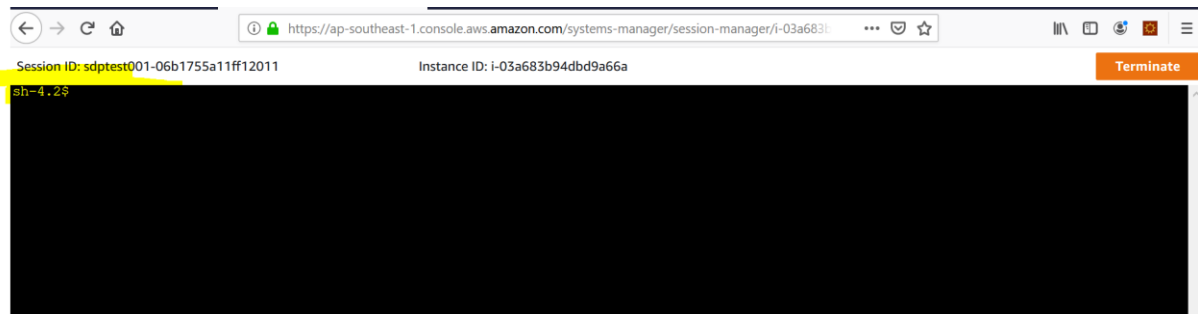 https://ap-southeast-1.console.aws.amazon.com/systems-manager/session-manager/i-03a683b
Session ID: sdptest001-06b1755a11ff12011 Instance ID: i-03a683b94dbd9a66a Terminate
sh-4.2$